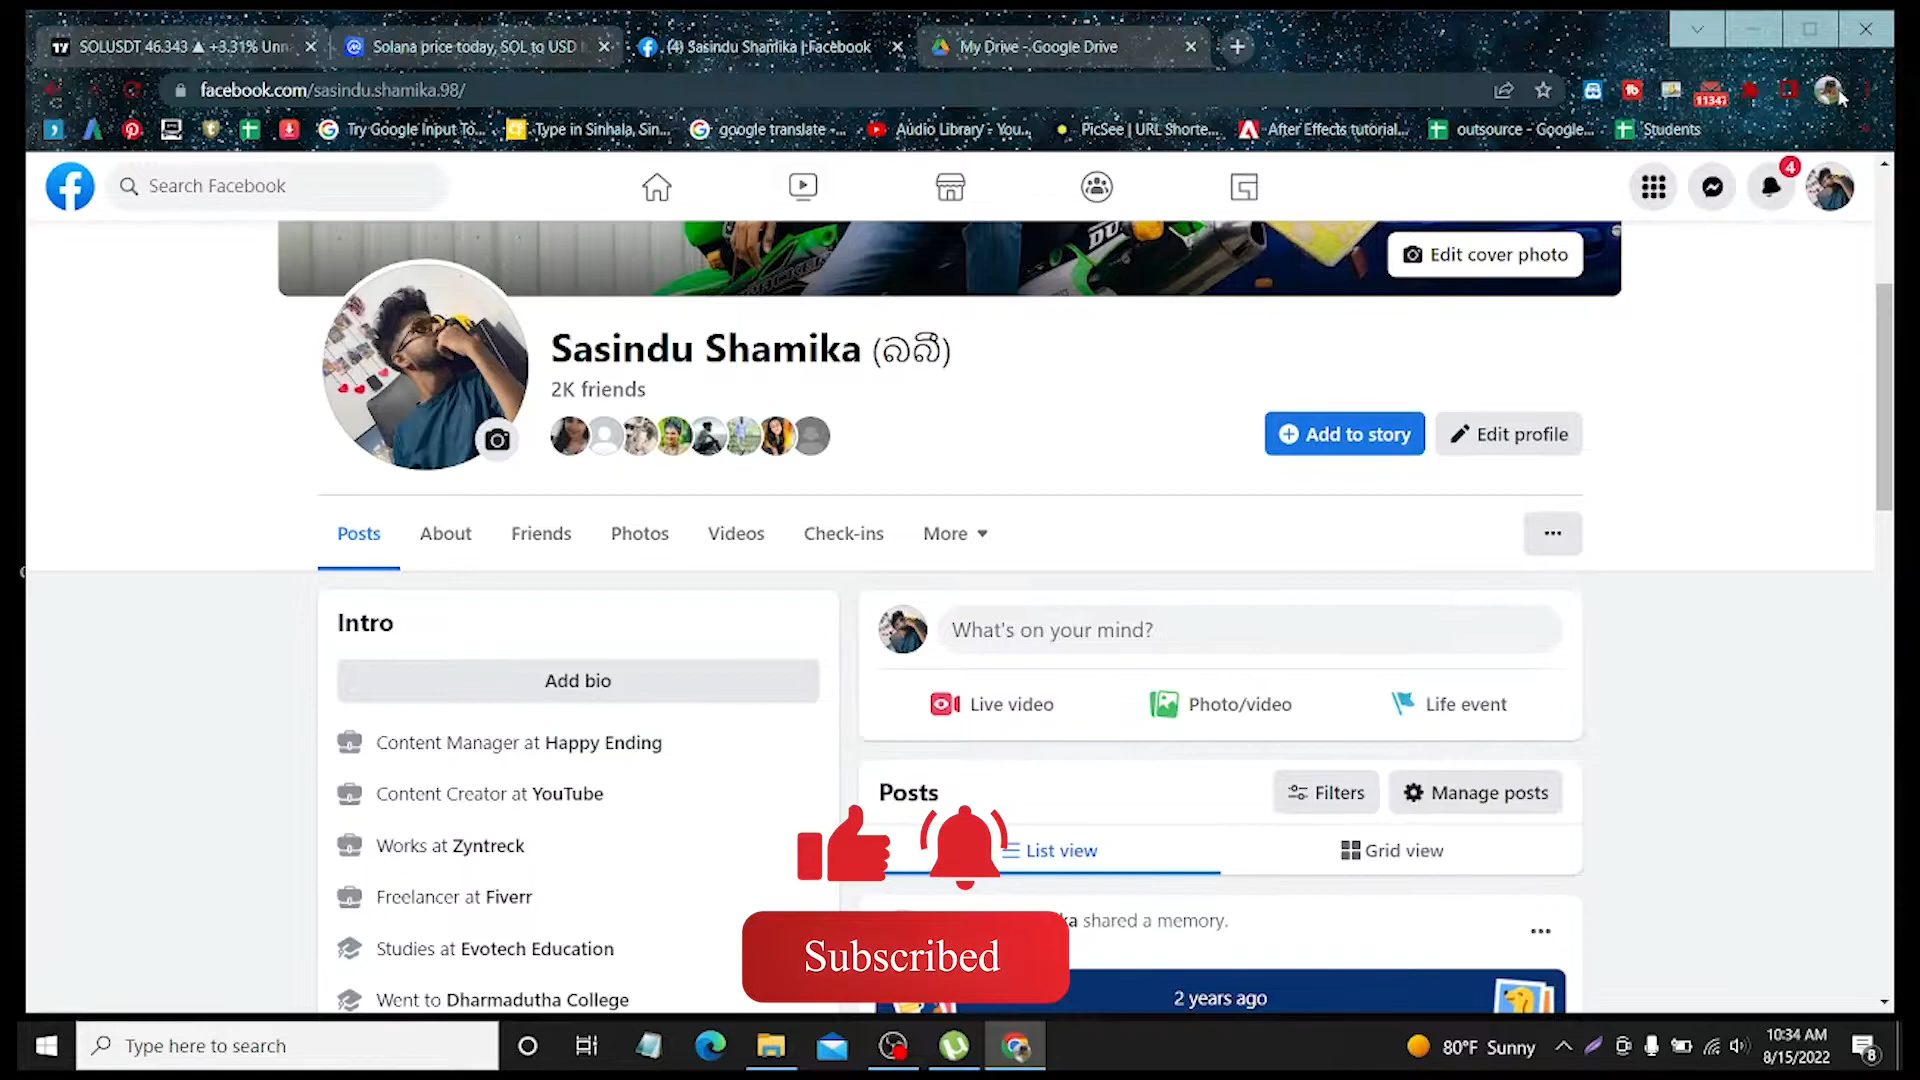 SOLUSDT 46.343 ▲ +3.31% Unn
Solana price today, SOL to USD
(4) Sasindu Shamika | Facebook
My Drive - Google Drive
facebook.com/sasindu.shamika.98/
11347
Try Google Input To...
Type in Sinhala, Sin...
google translate -...
Audio Library - You...
PicSee | URL Shorte...
After Effects tutorial...
outsource - Google...
Students
Search Facebook
4
Edit cover photo
Sasindu Shamika (බබී)
2K friends
Add to story
Edit profile
Posts
About
Friends
Photos
Videos
Check-ins
More
Intro
Add bio
Content Manager at Happy Ending
Content Creator at YouTube
Works at Zyntreck
Freelancer at Fiverr
Studies at Evotech Education
Went to Dharmadutha College
What's on your mind?
Live video
Photo/video
Life event
Posts
Filters
Manage posts
List view
Grid view
ka shared a memory.
2 years ago
Subscribed
Type here to search
80°F Sunny
10:34 AM
8/15/2022
8